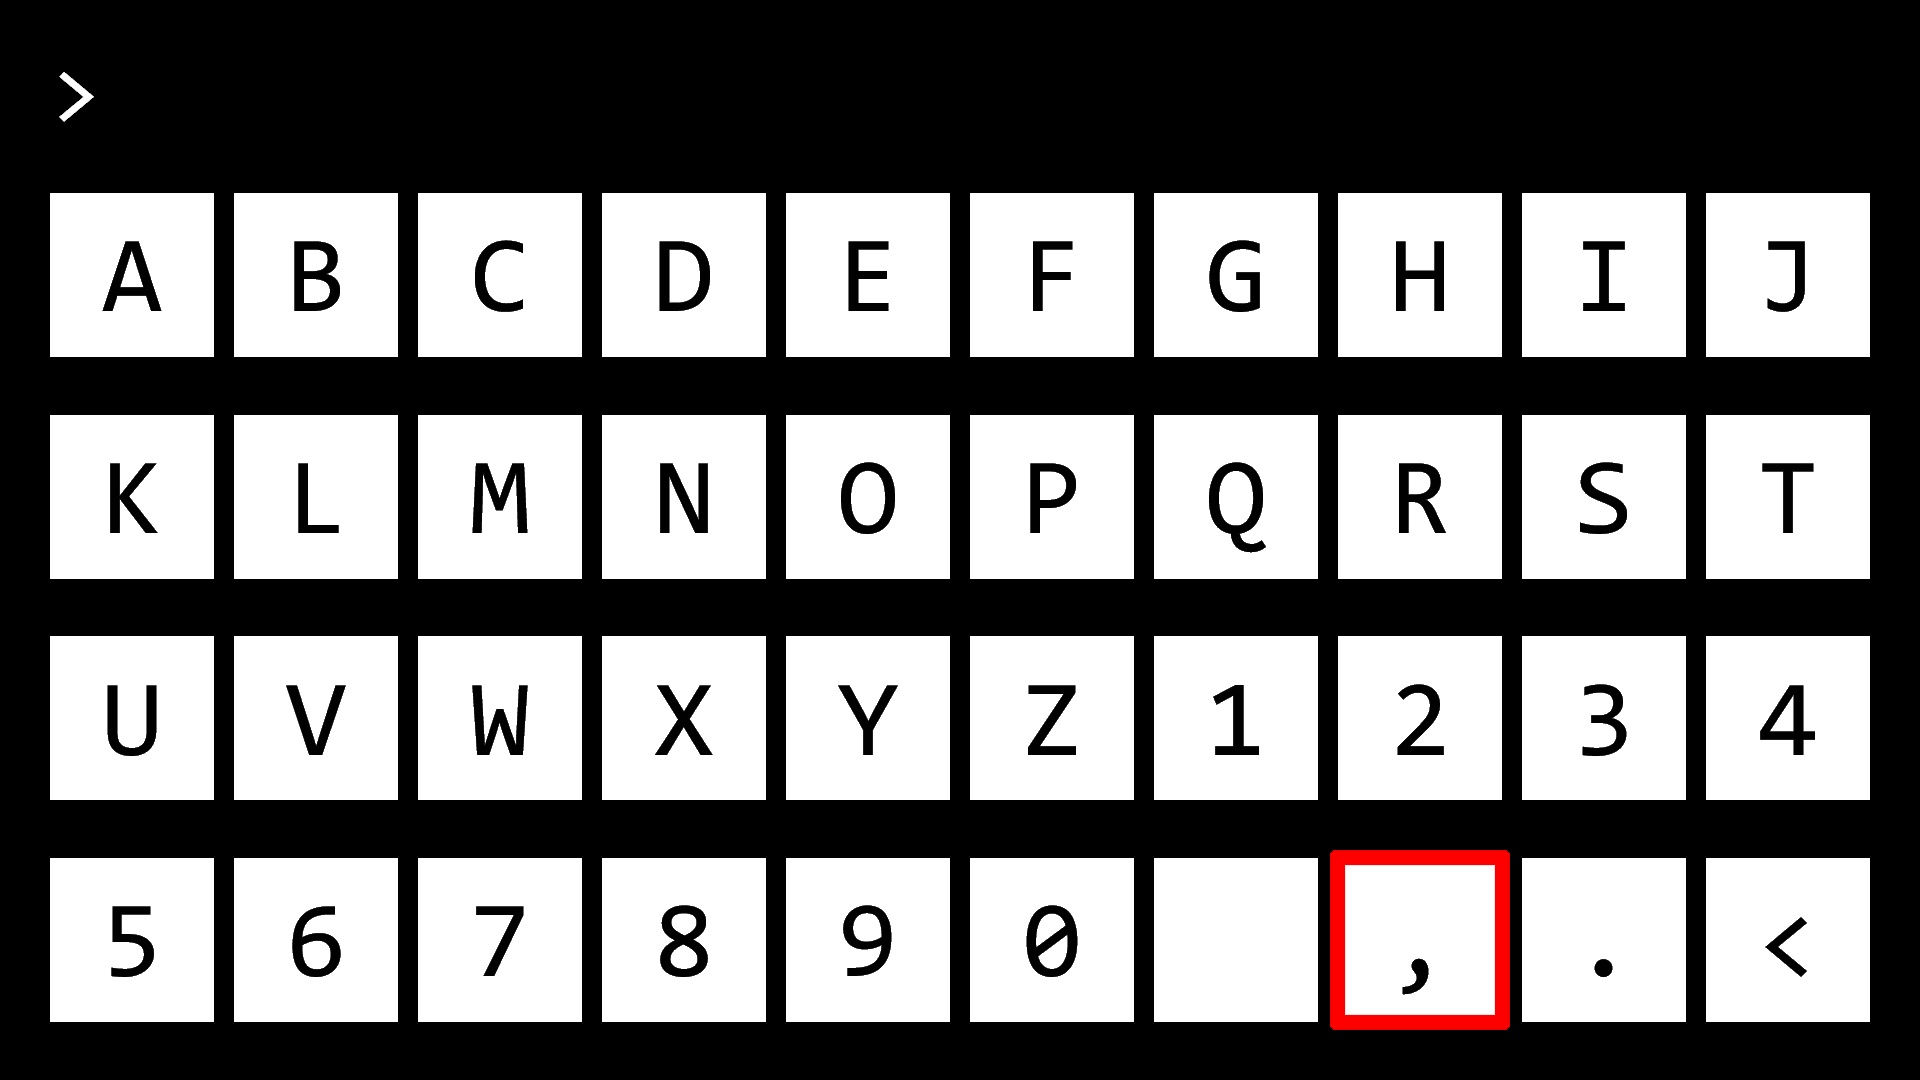 >
A B C D E F G H I J
K L M N O P Q R S T
U V W X Y Z 1 2 3 4
5 6 7 8 9 0 , . <